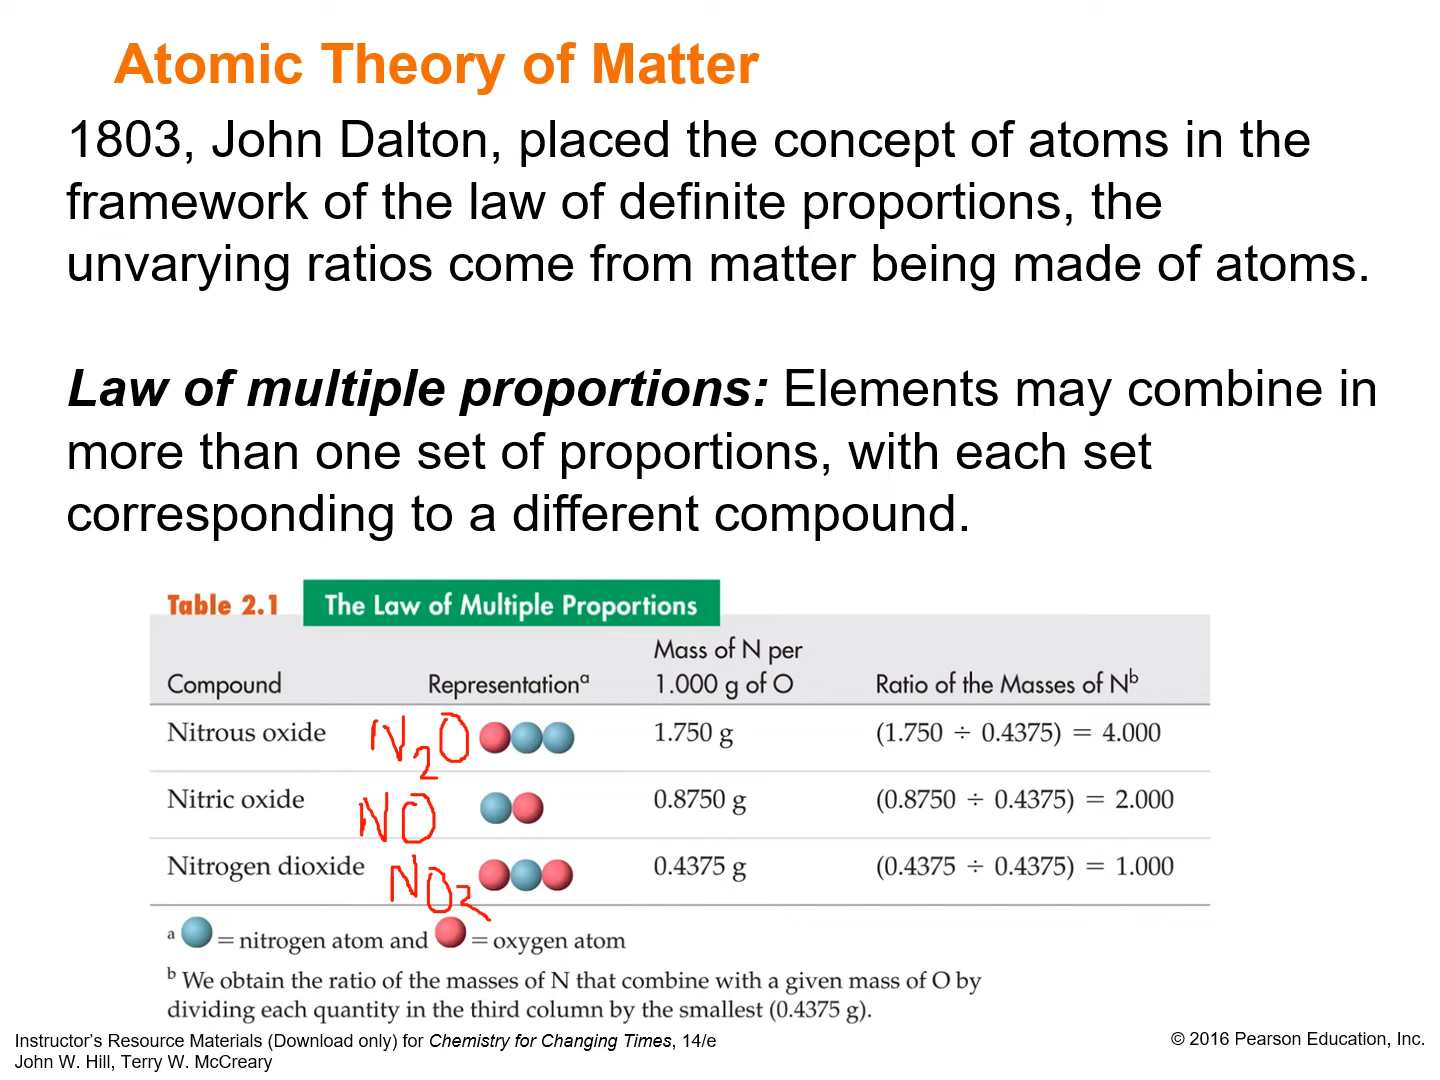 Atomic Theory of Matter
1803, John Dalton, placed the concept of atoms in the
framework of the law of definite proportions, the
unvarying ratios come from matter being made of atoms.
Law of multiple proportions: Elements may combine in
more than one set of proportions, with each set
corresponding to a different compound.
Table 2.1 The Law of Multiple Proportions
Mass of N per
Compound Representationᵃ 1.000 g of O Ratio of the Masses of Nᵇ
Nitrous oxide N₂O 1.750 g (1.750 ÷ 0.4375) = 4.000
Nitric oxide NO 0.8750 g (0.8750 ÷ 0.4375) = 2.000
Nitrogen dioxide NO₂ 0.4375 g (0.4375 ÷ 0.4375) = 1.000
ᵃ = nitrogen atom and = oxygen atom
ᵇ We obtain the ratio of the masses of N that combine with a given mass of O by
dividing each quantity in the third column by the smallest (0.4375 g).
Instructor's Resource Materials (Download only) for Chemistry for Changing Times, 14/e
John W. Hill, Terry W. McCreary
© 2016 Pearson Education, Inc.